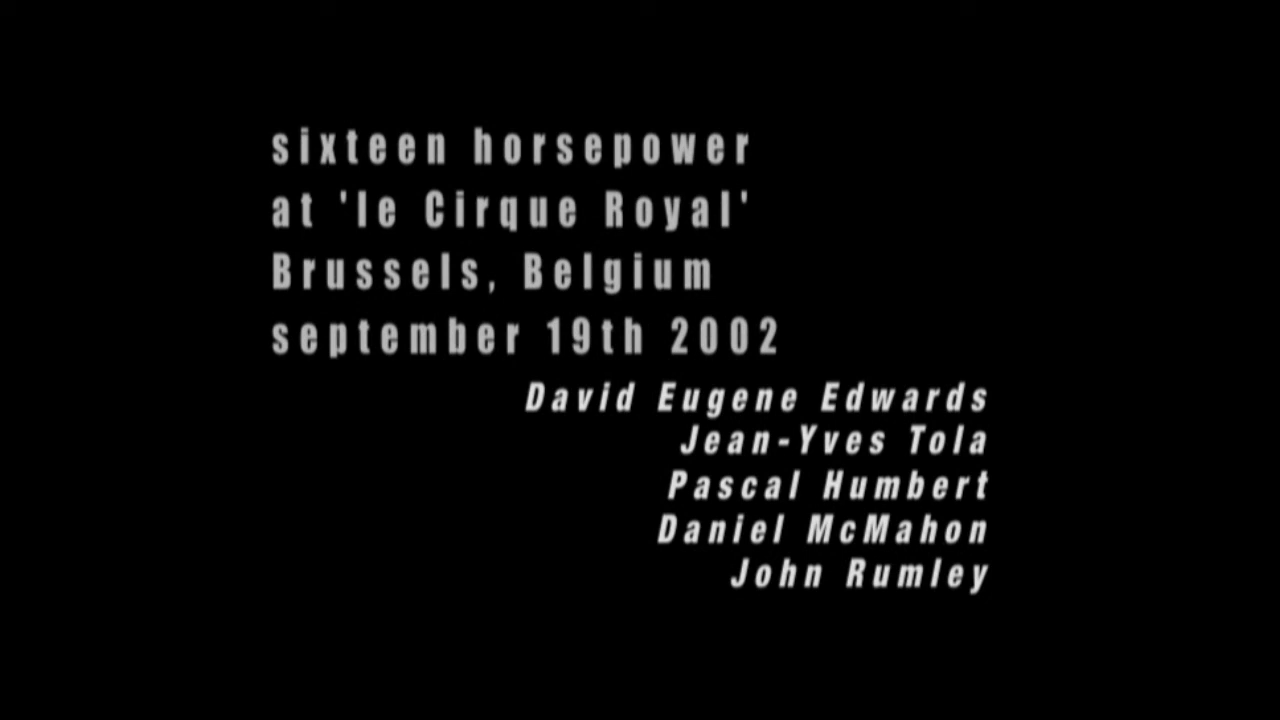 sixteen horsepower
at 'le Cirque Royal'
Brussels, Belgium
september 19th 2002
David Eugene Edwards
Jean-Yves Tola
Pascal Humbert
Daniel McMahon
John Rumley